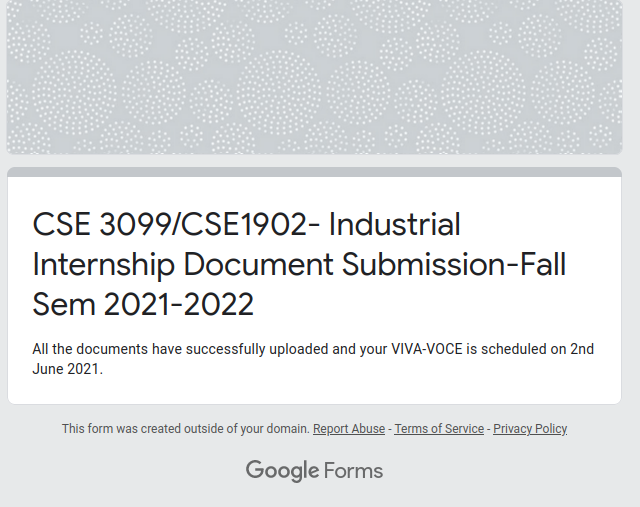 CSE 3099/CSE1902- Industrial
Internship Document Submission-Fall
Sem 2021-2022
All the documents have successfully uploaded and your VIVA-VOCE is scheduled on 2nd
June 2021.
This form was created outside of your domain. Report Abuse - Terms of Service - Privacy Policy
Google Forms